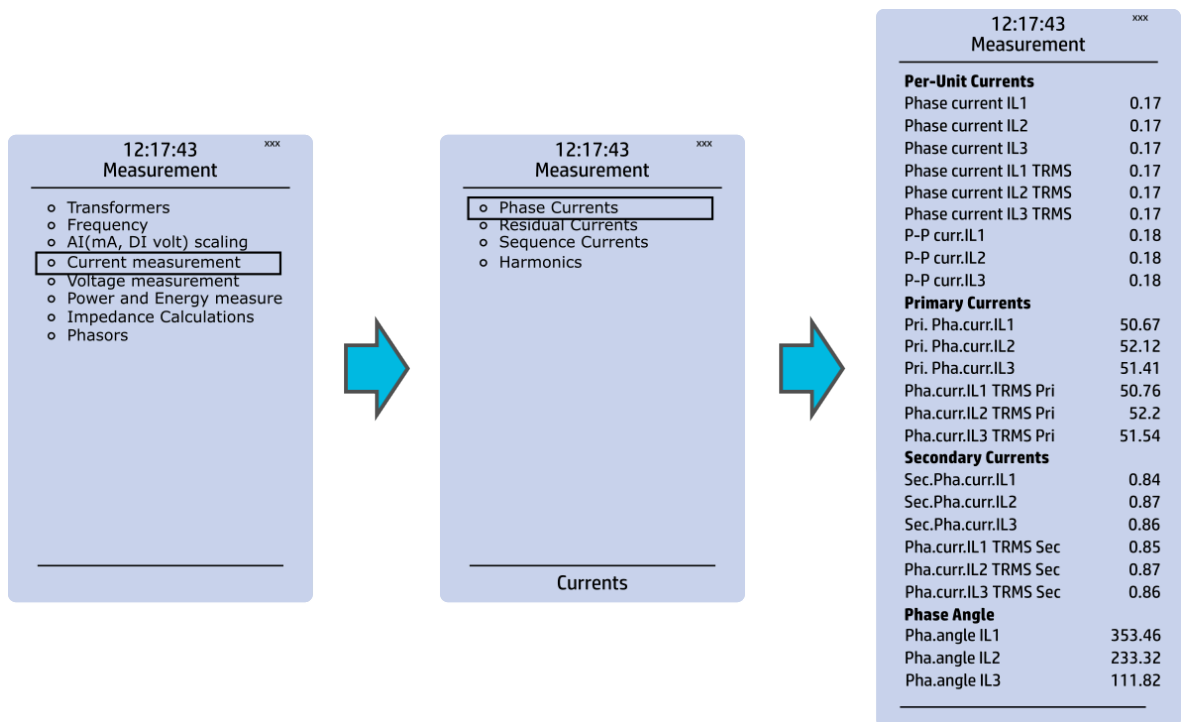 12:17:43 xxx
Measurement
Transformers
Frequency
AI(mA, DI volt) scaling
Current measurement
Voltage measurement
Power and Energy measure
Impedance Calculations
Phasors
12:17:43 xxx
Measurement
Phase Currents
Residual Currents
Sequence Currents
Harmonics
Currents
12:17:43 xxx
Measurement
Per-Unit Currents
Phase current IL1 0.17
Phase current IL2 0.17
Phase current IL3 0.17
Phase current IL1 TRMS 0.17
Phase current IL2 TRMS 0.17
Phase current IL3 TRMS 0.17
P-P curr.IL1 0.18
P-P curr.IL2 0.18
P-P curr.IL3 0.18
Primary Currents
Pri. Pha.curr.IL1 50.67
Pri. Pha.curr.IL2 52.12
Pri. Pha.curr.IL3 51.41
Pha.curr.IL1 TRMS Pri 50.76
Pha.curr.IL2 TRMS Pri 52.2
Pha.curr.IL3 TRMS Pri 51.54
Secondary Currents
Sec.Pha.curr.IL1 0.84
Sec.Pha.curr.IL2 0.87
Sec.Pha.curr.IL3 0.86
Pha.curr.IL1 TRMS Sec 0.85
Pha.curr.IL2 TRMS Sec 0.87
Pha.curr.IL3 TRMS Sec 0.86
Phase Angle
Pha.angle IL1 353.46
Pha.angle IL2 233.32
Pha.angle IL3 111.82